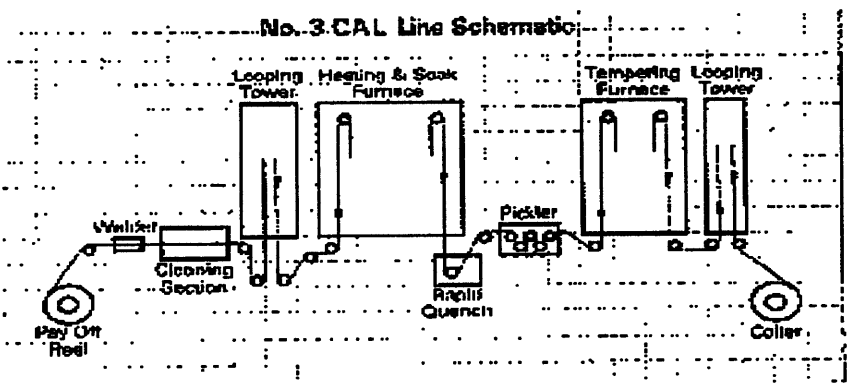 No. 3 CAL Line Schematic
Looping
Tower
Heating & Soak
Furnace
Tempering
Furnace
Looping
Tower
Welder
Cleaning
Section
Pickler
Rapid
Quench
Pay Off
Reel
Coiler